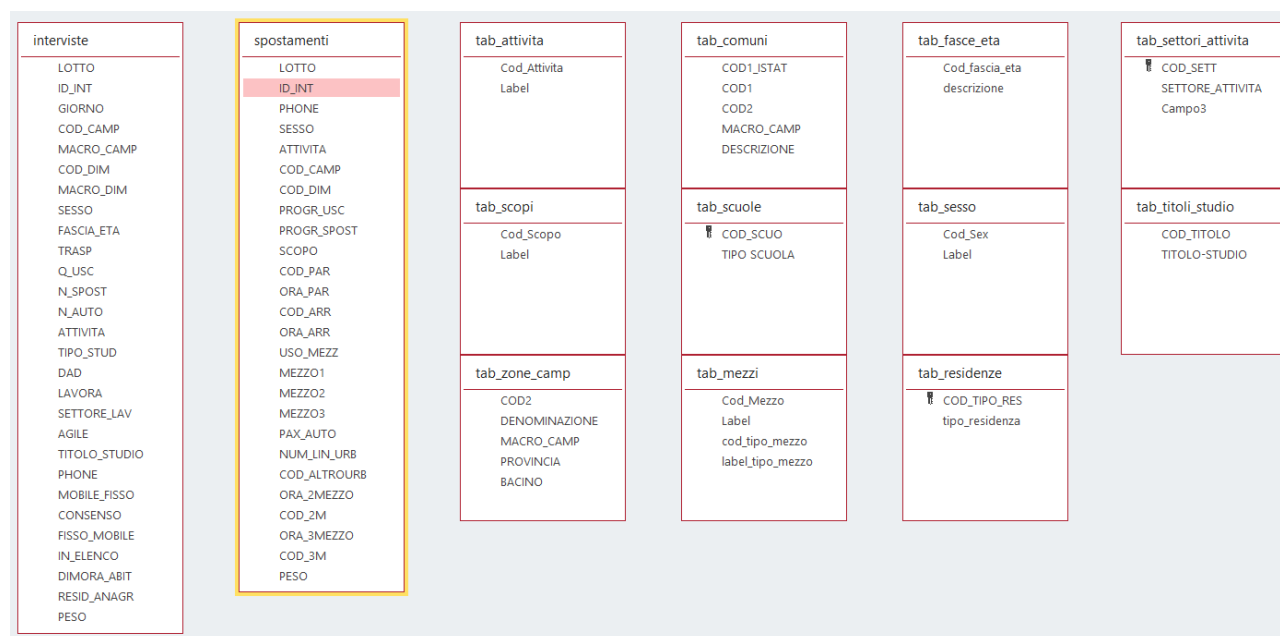 interviste
LOTTO
ID_INT
GIORNO
COD_CAMP
MACRO_CAMP
COD_DIM
MACRO_DIM
SESSO
FASCIA_ETA
TRASP
Q_USC
N_SPOST
N_AUTO
ATTIVITA
TIPO_STUD
DAD
LAVORA
SETTORE_LAV
AGILE
TITOLO_STUDIO
PHONE
MOBILE_FISSO
CONSENSO
FISSO_MOBILE
IN_ELENCO
DIMORA_ABIT
RESID_ANAGR
PESO
spostamenti
LOTTO
ID_INT
PHONE
SESSO
ATTIVITA
COD_CAMP
COD_DIM
PROGR_USC
PROGR_SPOST
SCOPO
COD_PAR
ORA_PAR
COD_ARR
ORA_ARR
USO_MEZZ
MEZZO1
MEZZO2
MEZZO3
PAX_AUTO
NUM_LIN_URB
COD_ALTROURB
ORA_2MEZZO
COD_2M
ORA_3MEZZO
COD_3M
PESO
tab_attivita
Cod_Attivita
Label
tab_comuni
COD1_ISTAT
COD1
COD2
MACRO_CAMP
DESCRIZIONE
tab_fasce_eta
Cod_fascia_eta
descrizione
tab_settori_attivita
COD_SETT
SETTORE_ATTIVITA
Campo3
tab_scopi
Cod_Scopo
Label
tab_scuole
COD_SCUO
TIPO SCUOLA
tab_sesso
Cod_Sex
Label
tab_titoli_studio
COD_TITOLO
TITOLO-STUDIO
tab_zone_camp
COD2
DENOMINAZIONE
MACRO_CAMP
PROVINCIA
BACINO
tab_mezzi
Cod_Mezzo
Label
cod_tipo_mezzo
label_tipo_mezzo
tab_residenze
COD_TIPO_RES
tipo_residenza